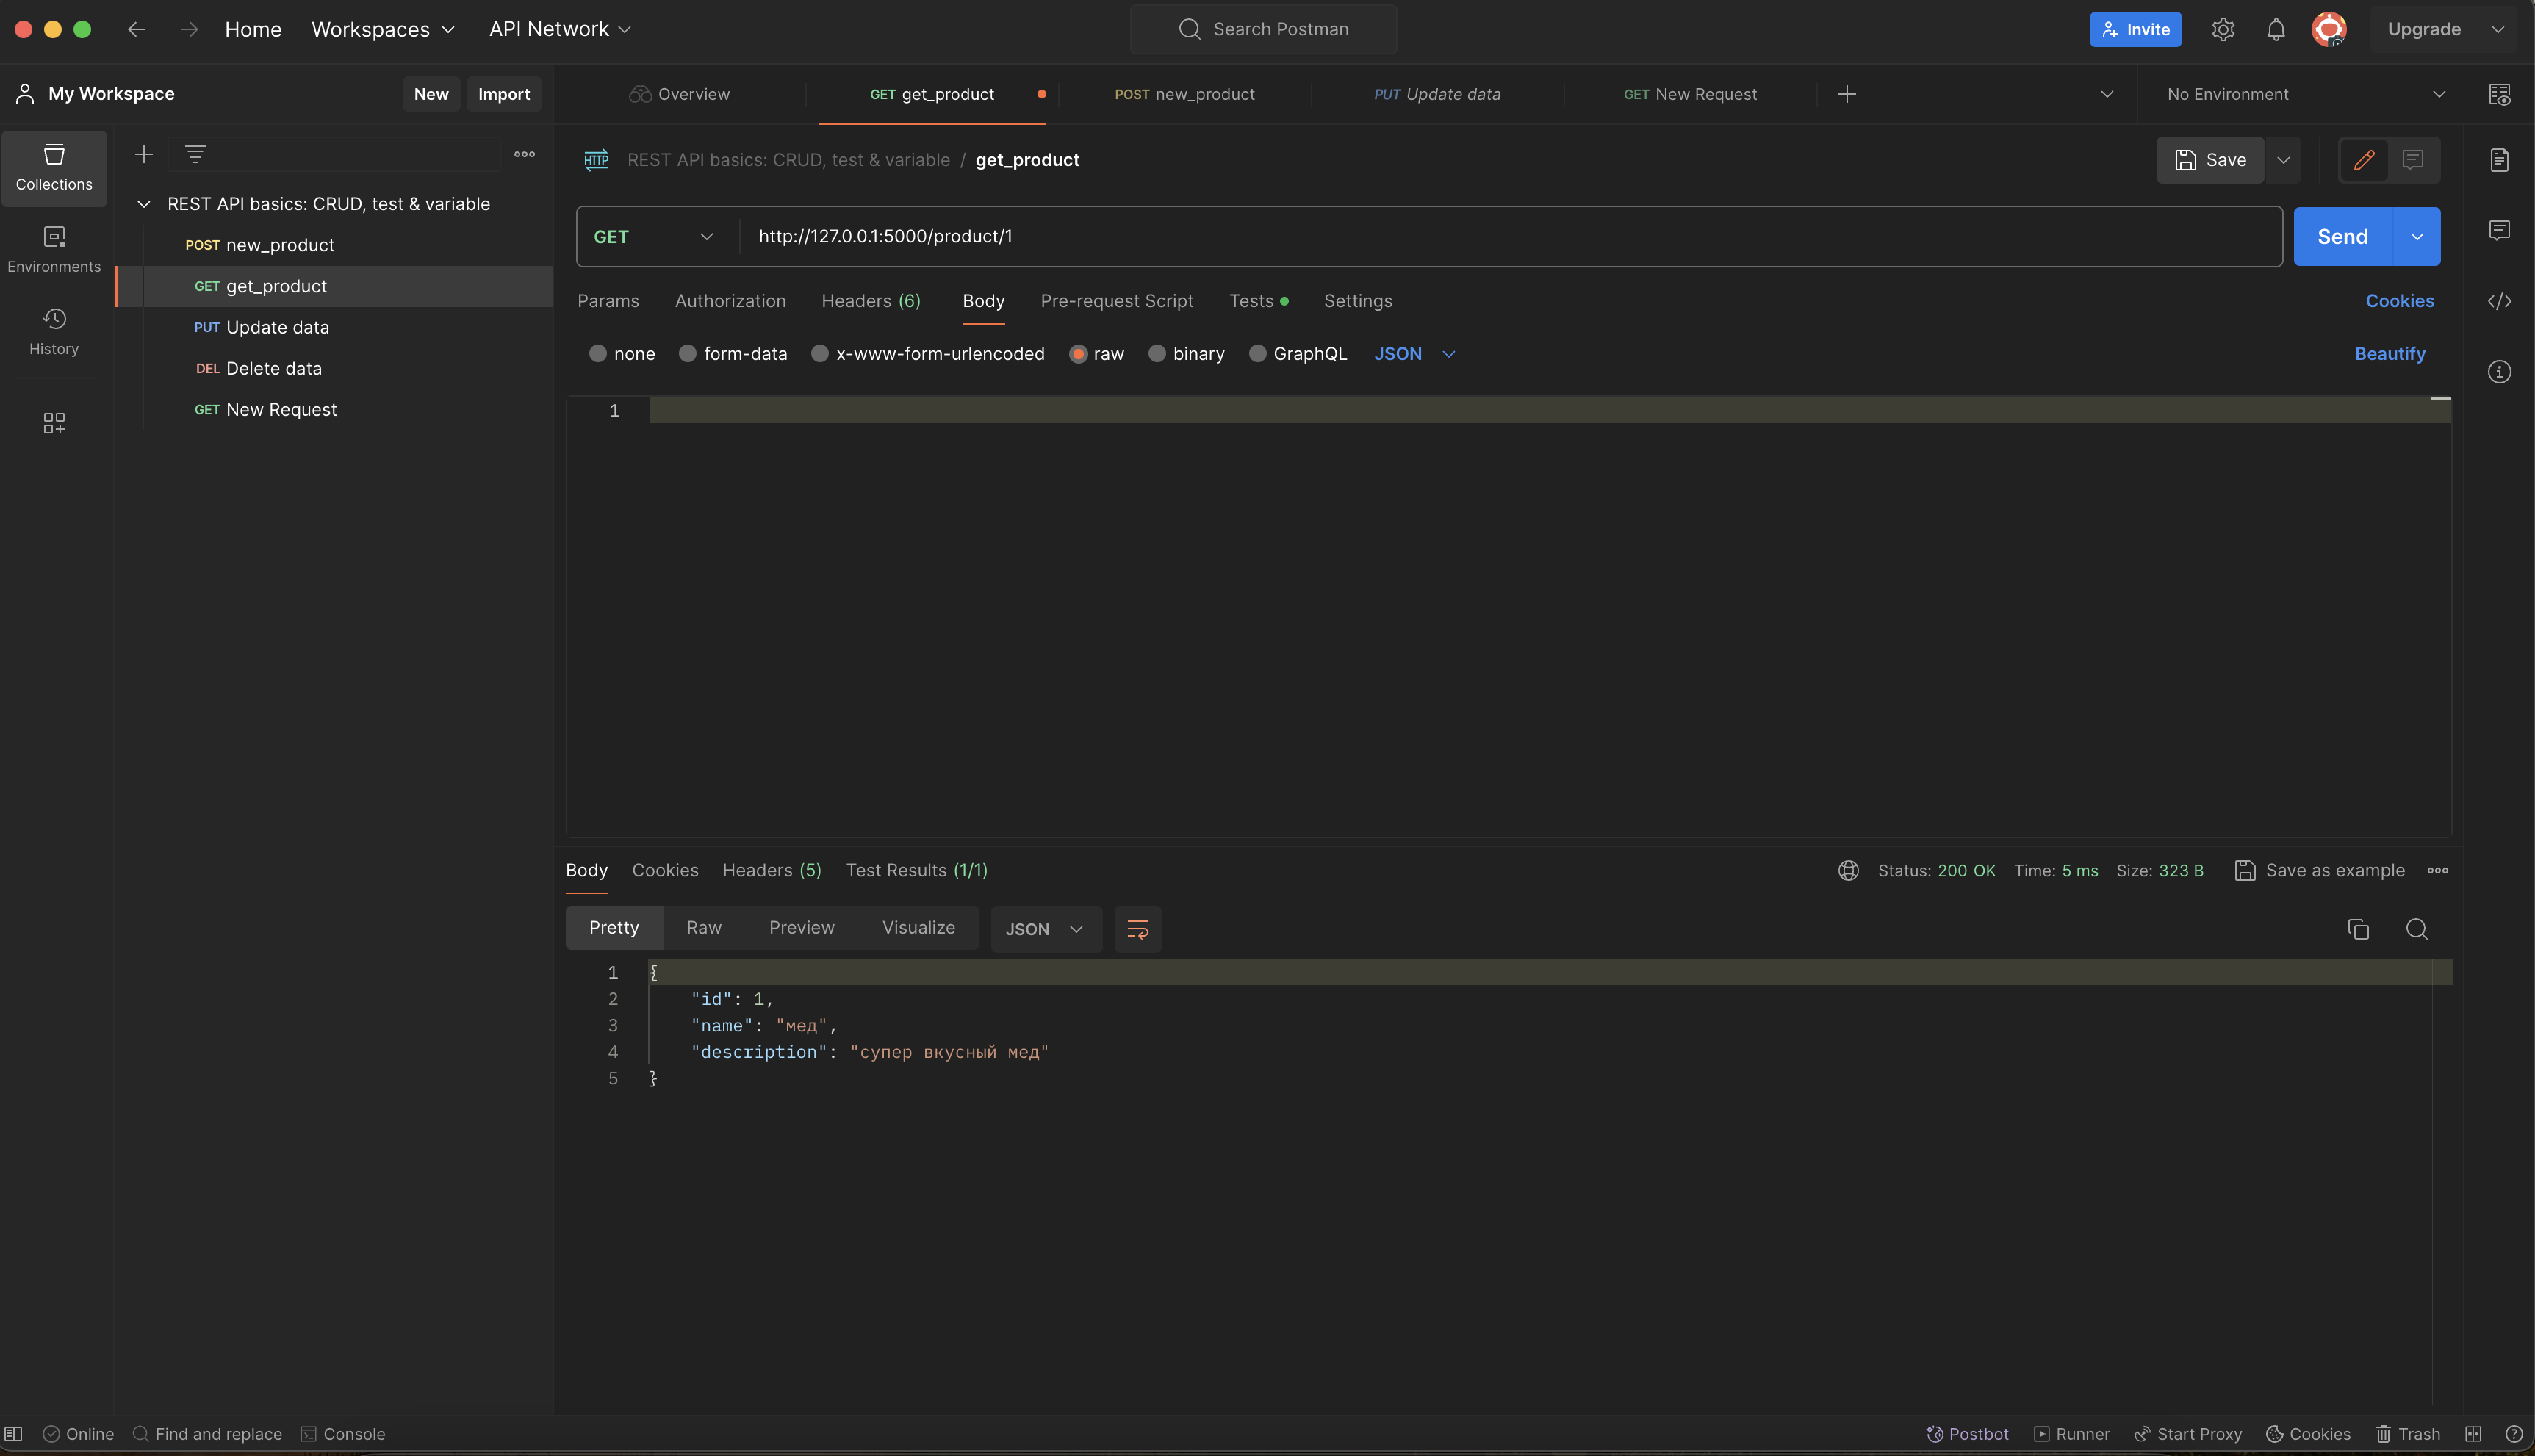 Home Workspaces API Network Search Postman Invite Upgrade
My Workspace New Import Overview GET get_product POST new_product PUT Update data GET New Request No Environment
Collections
Environments
History
REST API basics: CRUD, test & variable
POST new_product
GET get_product
PUT Update data
DEL Delete data
GET New Request
HTTP REST API basics: CRUD, test & variable / get_product Save
GET http://127.0.0.1:5000/product/1 Send
Params Authorization Headers (6) Body Pre-request Script Tests Settings Cookies
none form-data x-www-form-urlencoded raw binary GraphQL JSON Beautify
1
Body Cookies Headers (5) Test Results (1/1) Status: 200 OK Time: 5 ms Size: 323 B Save as example
Pretty Raw Preview Visualize JSON
1 {
2 "id": 1,
3 "name": "мед",
4 "description": "супер вкусный мед"
5 }
Online Find and replace Console Postbot Runner Start Proxy Cookies Trash